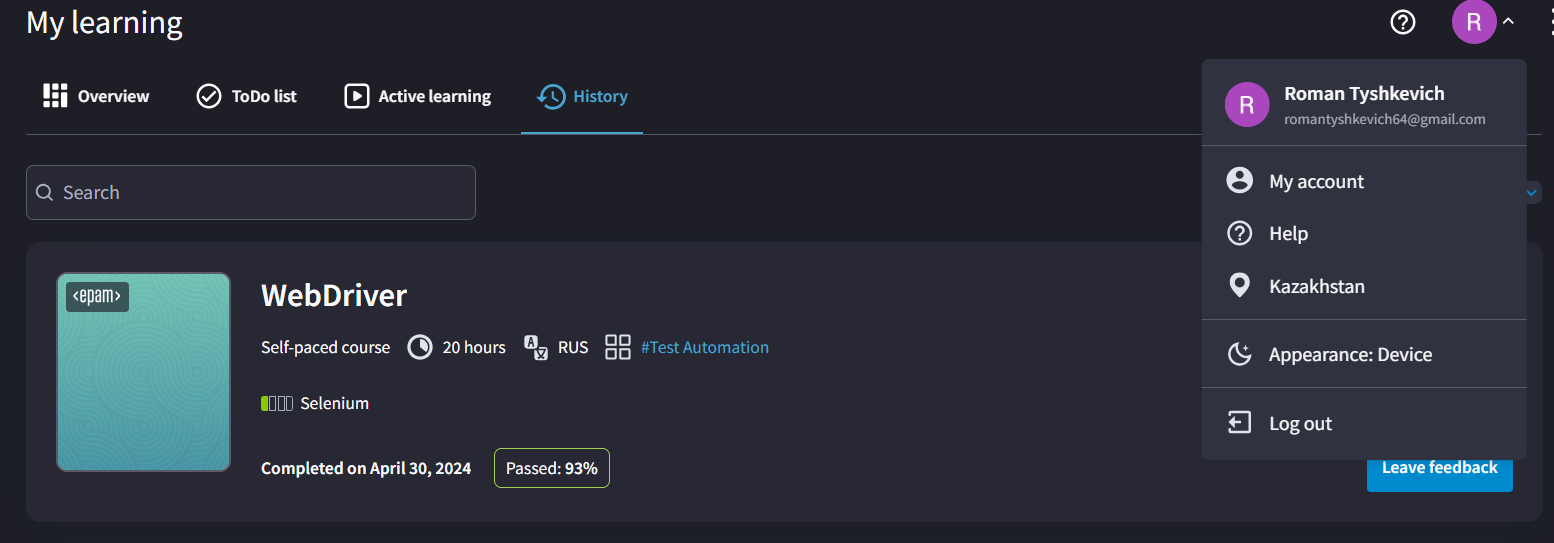 My learning
R
Overview
ToDo list
Active learning
History
Search
R
Roman Tyshkevich
romantyshkevich64@gmail.com
My account
Help
Kazakhstan
Appearance: Device
Log out
<epam>
WebDriver
Self-paced course 20 hours RUS #Test Automation
Selenium
Completed on April 30, 2024 Passed: 93%
Leave feedback